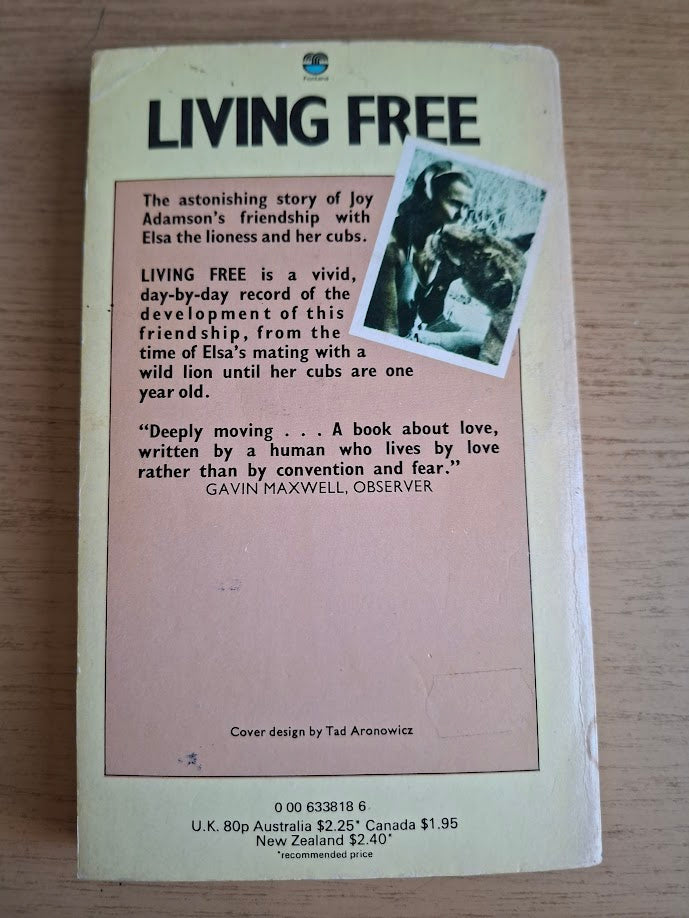 Fontana
LIVING FREE
The astonishing story of Joy
Adamson's friendship with
Elsa the lioness and her cubs.
LIVING FREE is a vivid,
day-by-day record of the
development of this
friendship, from the
time of Elsa's mating with a
wild lion until her cubs are one
year old.
“Deeply moving . . . A book about love,
written by a human who lives by love
rather than by convention and fear.”
GAVIN MAXWELL, OBSERVER
Cover design by Tad Aronowicz
0 00 633818 6
U.K. 80p Australia $2.25* Canada $1.95
New Zealand $2.40*
*recommended price